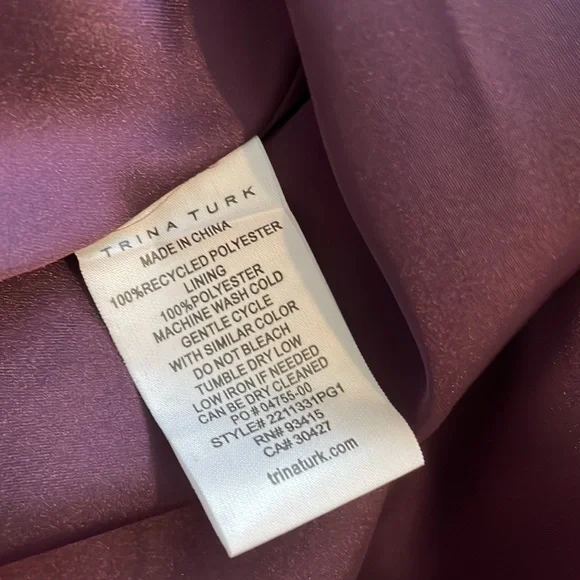 TRINA TURK
MADE IN CHINA
100%RECYCLED POLYESTER
LINING
100%POLYESTER
MACHINE WASH COLD
GENTLE CYCLE
WITH SIMILAR COLOR
DO NOT BLEACH
TUMBLE DRY LOW
LOW IRON IF NEEDED
CAN BE DRY CLEANED
PO # 04755-00
STYLE# 2211331PG1
RN# 93415
CA# 30427
trinaturk.com